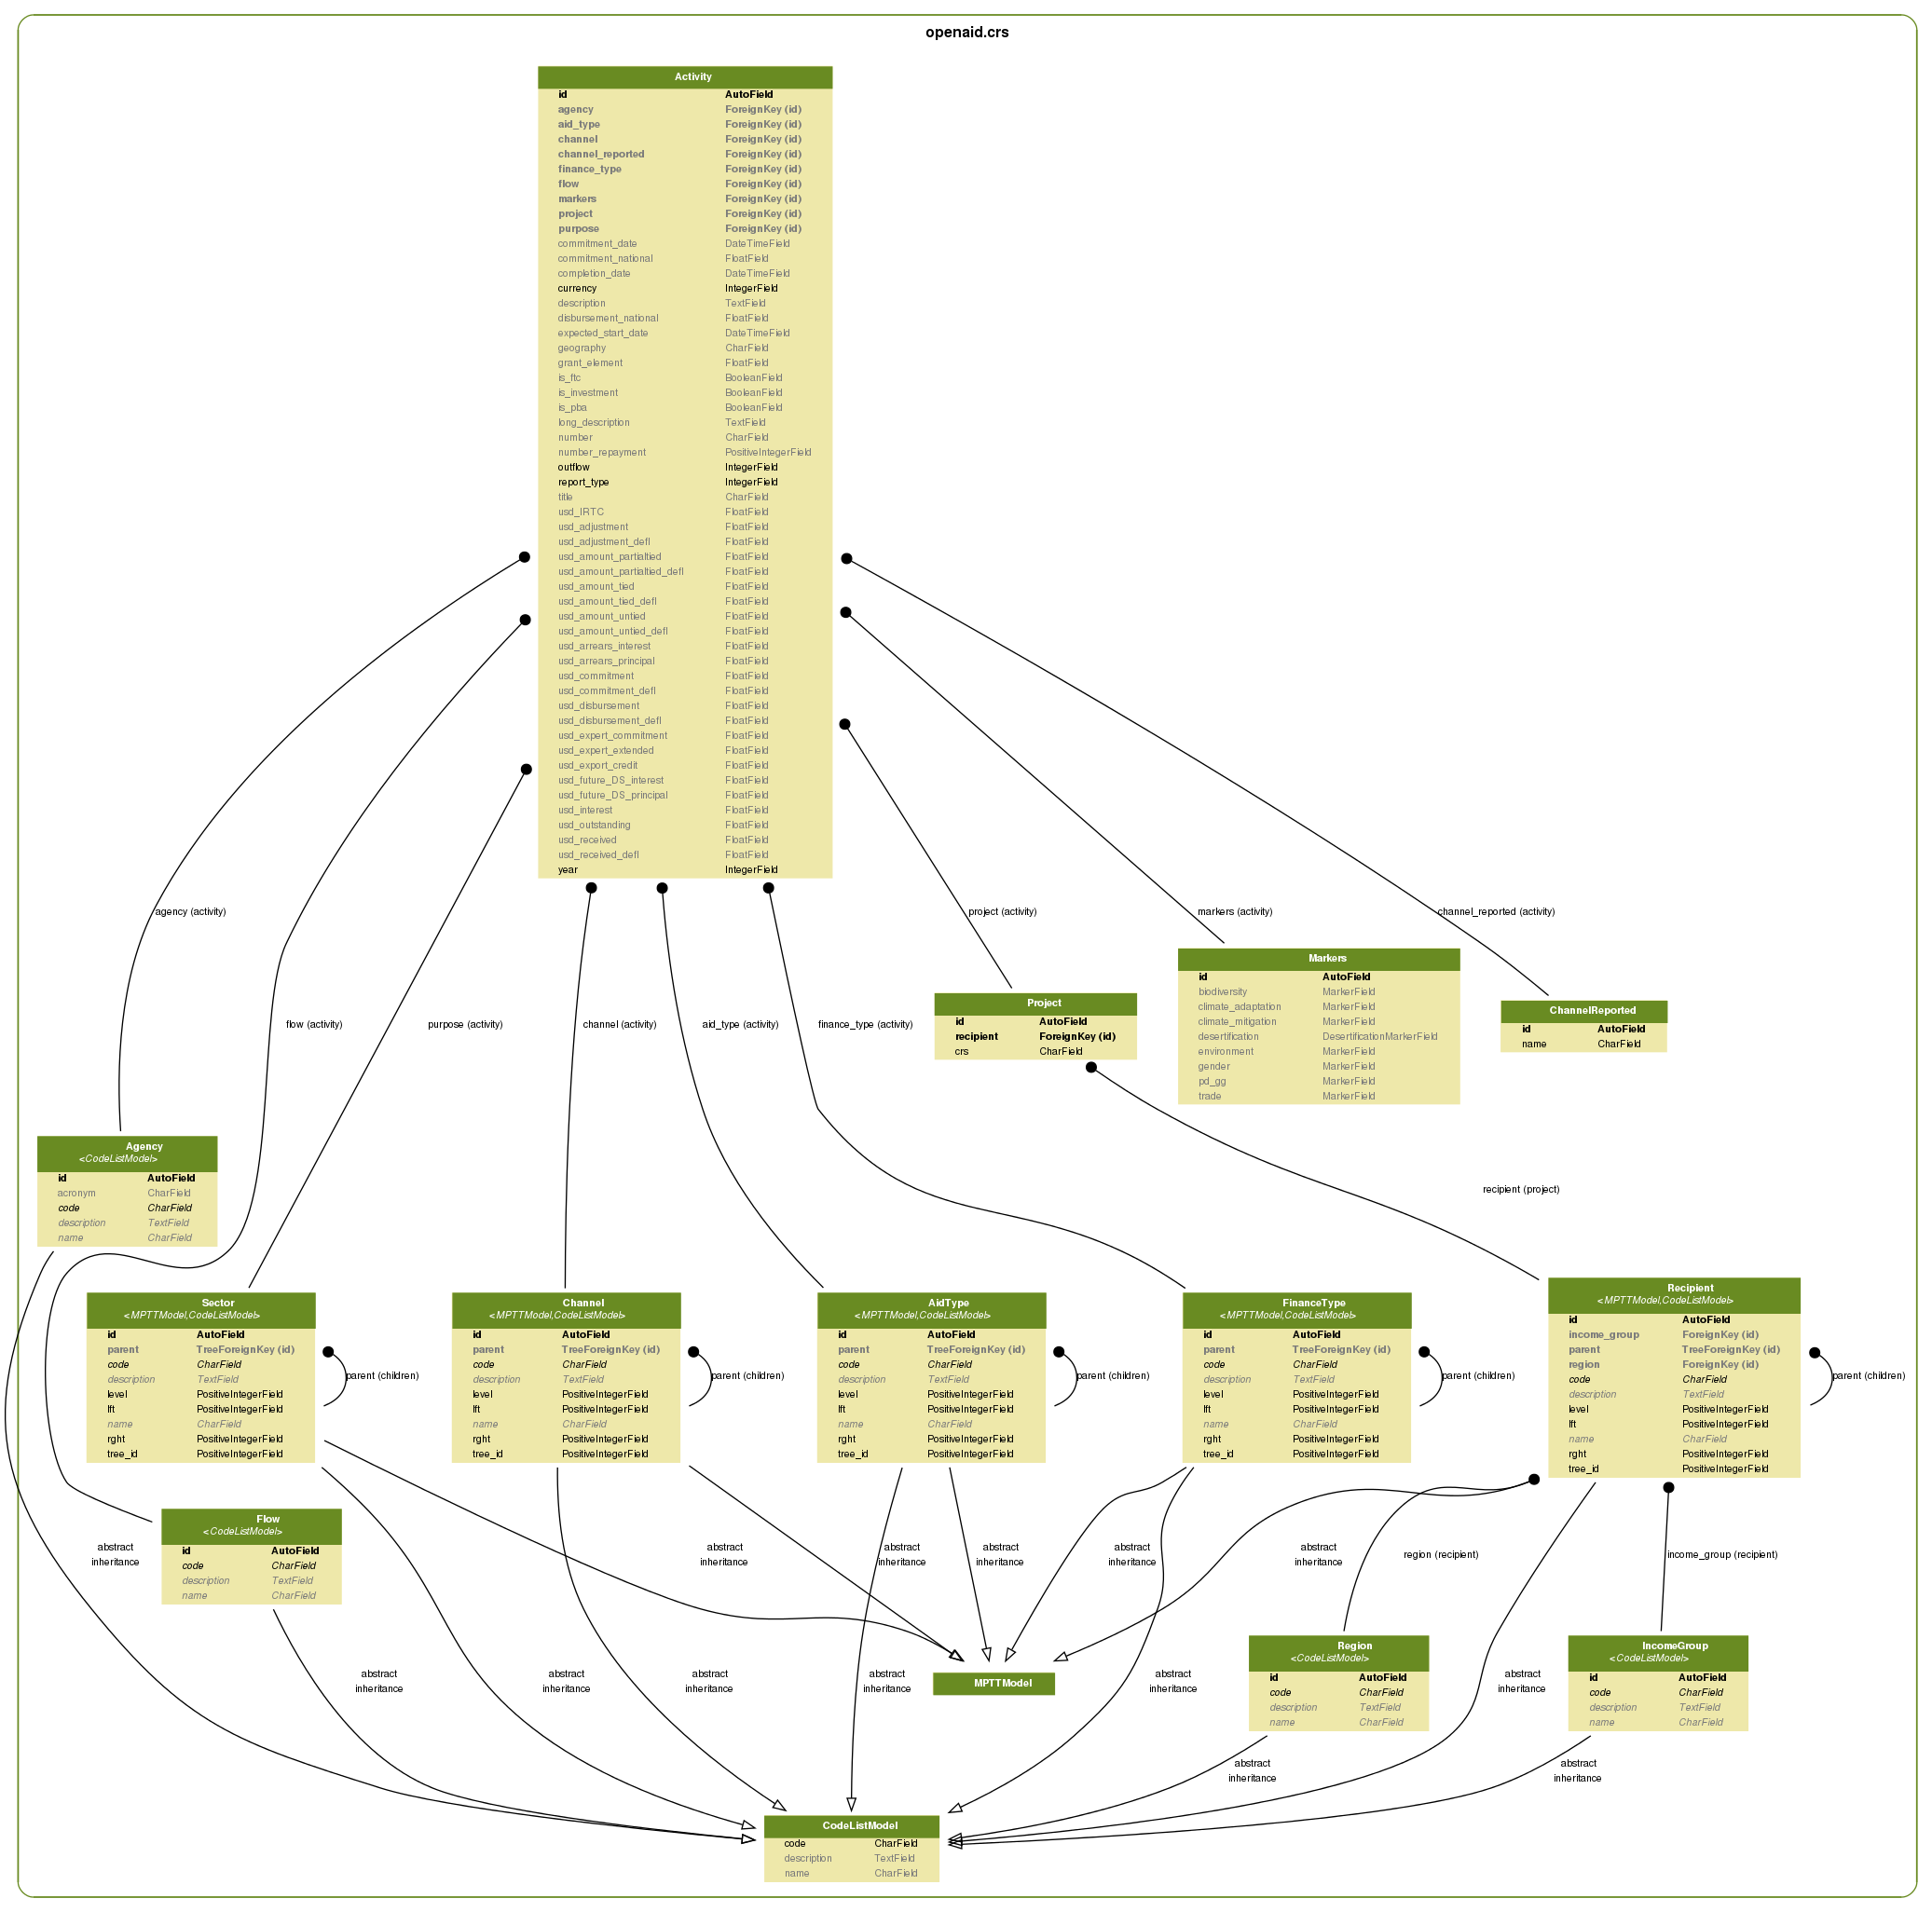 openaid.crs
Activity
id AutoField
agency ForeignKey (id)
aid_type ForeignKey (id)
channel ForeignKey (id)
channel_reported ForeignKey (id)
finance_type ForeignKey (id)
flow ForeignKey (id)
markers ForeignKey (id)
project ForeignKey (id)
purpose ForeignKey (id)
commitment_date DateTimeField
commitment_national FloatField
completion_date DateTimeField
currency IntegerField
description TextField
disbursement_national FloatField
expected_start_date DateTimeField
geography CharField
grant_element FloatField
is_ftc BooleanField
is_investment BooleanField
is_pba BooleanField
long_description TextField
number CharField
number_repayment PositiveIntegerField
outflow IntegerField
report_type IntegerField
title CharField
usd_IRTC FloatField
usd_adjustment FloatField
usd_adjustment_defl FloatField
usd_amount_partialtied FloatField
usd_amount_partialtied_defl FloatField
usd_amount_tied FloatField
usd_amount_tied_defl FloatField
usd_amount_untied FloatField
usd_amount_untied_defl FloatField
usd_arrears_interest FloatField
usd_arrears_principal FloatField
usd_commitment FloatField
usd_commitment_defl FloatField
usd_disbursement FloatField
usd_disbursement_defl FloatField
usd_expert_commitment FloatField
usd_expert_extended FloatField
usd_export_credit FloatField
usd_future_DS_interest FloatField
usd_future_DS_principal FloatField
usd_interest FloatField
usd_outstanding FloatField
usd_received FloatField
usd_received_defl FloatField
year IntegerField
agency (activity)
project (activity)
markers (activity)
channel_reported (activity)
flow (activity)
purpose (activity)
channel (activity)
aid_type (activity)
finance_type (activity)
Project
id AutoField
recipient ForeignKey (id)
crs CharField
Markers
id AutoField
biodiversity MarkerField
climate_adaptation MarkerField
climate_mitigation MarkerField
desertification DesertificationMarkerField
environment MarkerField
gender MarkerField
pd_gg MarkerField
trade MarkerField
ChannelReported
id AutoField
name CharField
Agency
<CodeListModel>
id AutoField
acronym CharField
code CharField
description TextField
name CharField
recipient (project)
Sector
<MPTTModel,CodeListModel>
id AutoField
parent TreeForeignKey (id)
code CharField
description TextField
level PositiveIntegerField
lft PositiveIntegerField
name CharField
rght PositiveIntegerField
tree_id PositiveIntegerField
parent (children)
Channel
<MPTTModel,CodeListModel>
id AutoField
parent TreeForeignKey (id)
code CharField
description TextField
level PositiveIntegerField
lft PositiveIntegerField
name CharField
rght PositiveIntegerField
tree_id PositiveIntegerField
parent (children)
AidType
<MPTTModel,CodeListModel>
id AutoField
parent TreeForeignKey (id)
code CharField
description TextField
level PositiveIntegerField
lft PositiveIntegerField
name CharField
rght PositiveIntegerField
tree_id PositiveIntegerField
parent (children)
FinanceType
<MPTTModel,CodeListModel>
id AutoField
parent TreeForeignKey (id)
code CharField
description TextField
level PositiveIntegerField
lft PositiveIntegerField
name CharField
rght PositiveIntegerField
tree_id PositiveIntegerField
parent (children)
Recipient
<MPTTModel,CodeListModel>
id AutoField
income_group ForeignKey (id)
parent TreeForeignKey (id)
region ForeignKey (id)
code CharField
description TextField
level PositiveIntegerField
lft PositiveIntegerField
name CharField
rght PositiveIntegerField
tree_id PositiveIntegerField
parent (children)
abstract
inheritance
Flow
<CodeListModel>
id AutoField
code CharField
description TextField
name CharField
abstract
inheritance
abstract
inheritance
abstract
inheritance
abstract
inheritance
abstract
inheritance
region (recipient)
income_group (recipient)
abstract
inheritance
abstract
inheritance
abstract
inheritance
abstract
inheritance
MPTTModel
abstract
inheritance
Region
<CodeListModel>
id AutoField
code CharField
description TextField
name CharField
abstract
inheritance
IncomeGroup
<CodeListModel>
id AutoField
code CharField
description TextField
name CharField
abstract
inheritance
abstract
inheritance
CodeListModel
code CharField
description TextField
name CharField